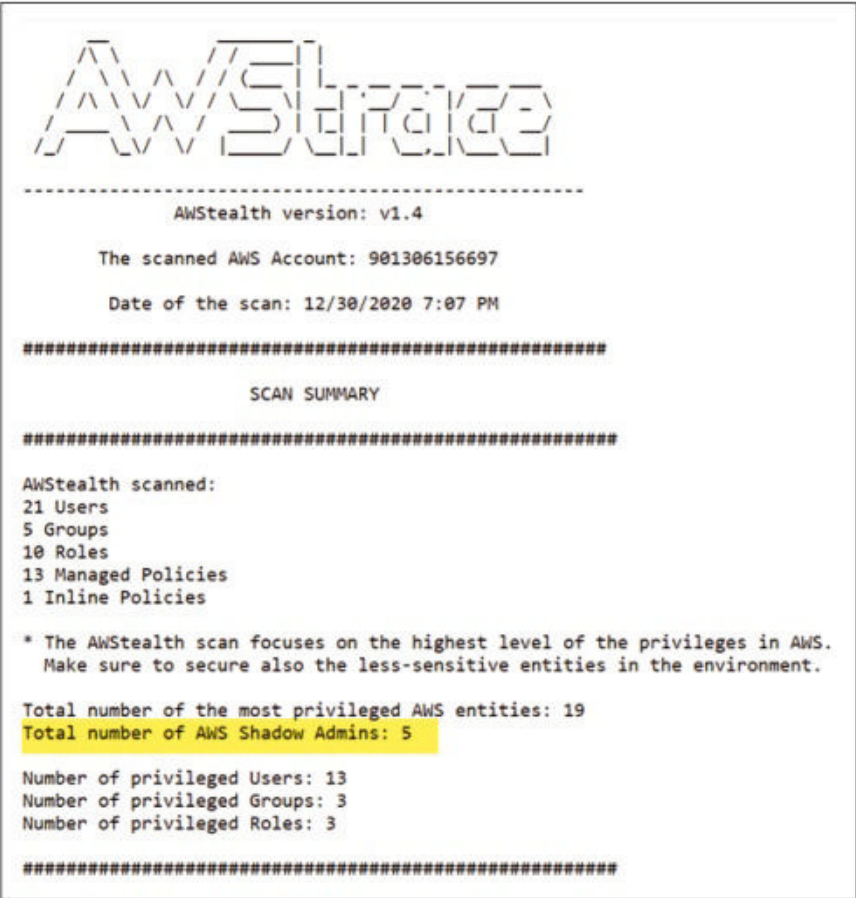 AWStrace
-----------------------------------------------------
AWStealth version: v1.4
The scanned AWS Account: 901306156697
Date of the scan: 12/30/2020 7:07 PM
######################################################
SCAN SUMMARY
#######################################################
AWStealth scanned:
21 Users
5 Groups
10 Roles
13 Managed Policies
1 Inline Policies
* The AWStealth scan focuses on the highest level of the privileges in AWS.
Make sure to secure also the less-sensitive entities in the environment.
Total number of the most privileged AWS entities: 19
Total number of AWS Shadow Admins: 5
Number of privileged Users: 13
Number of privileged Groups: 3
Number of privileged Roles: 3
#######################################################